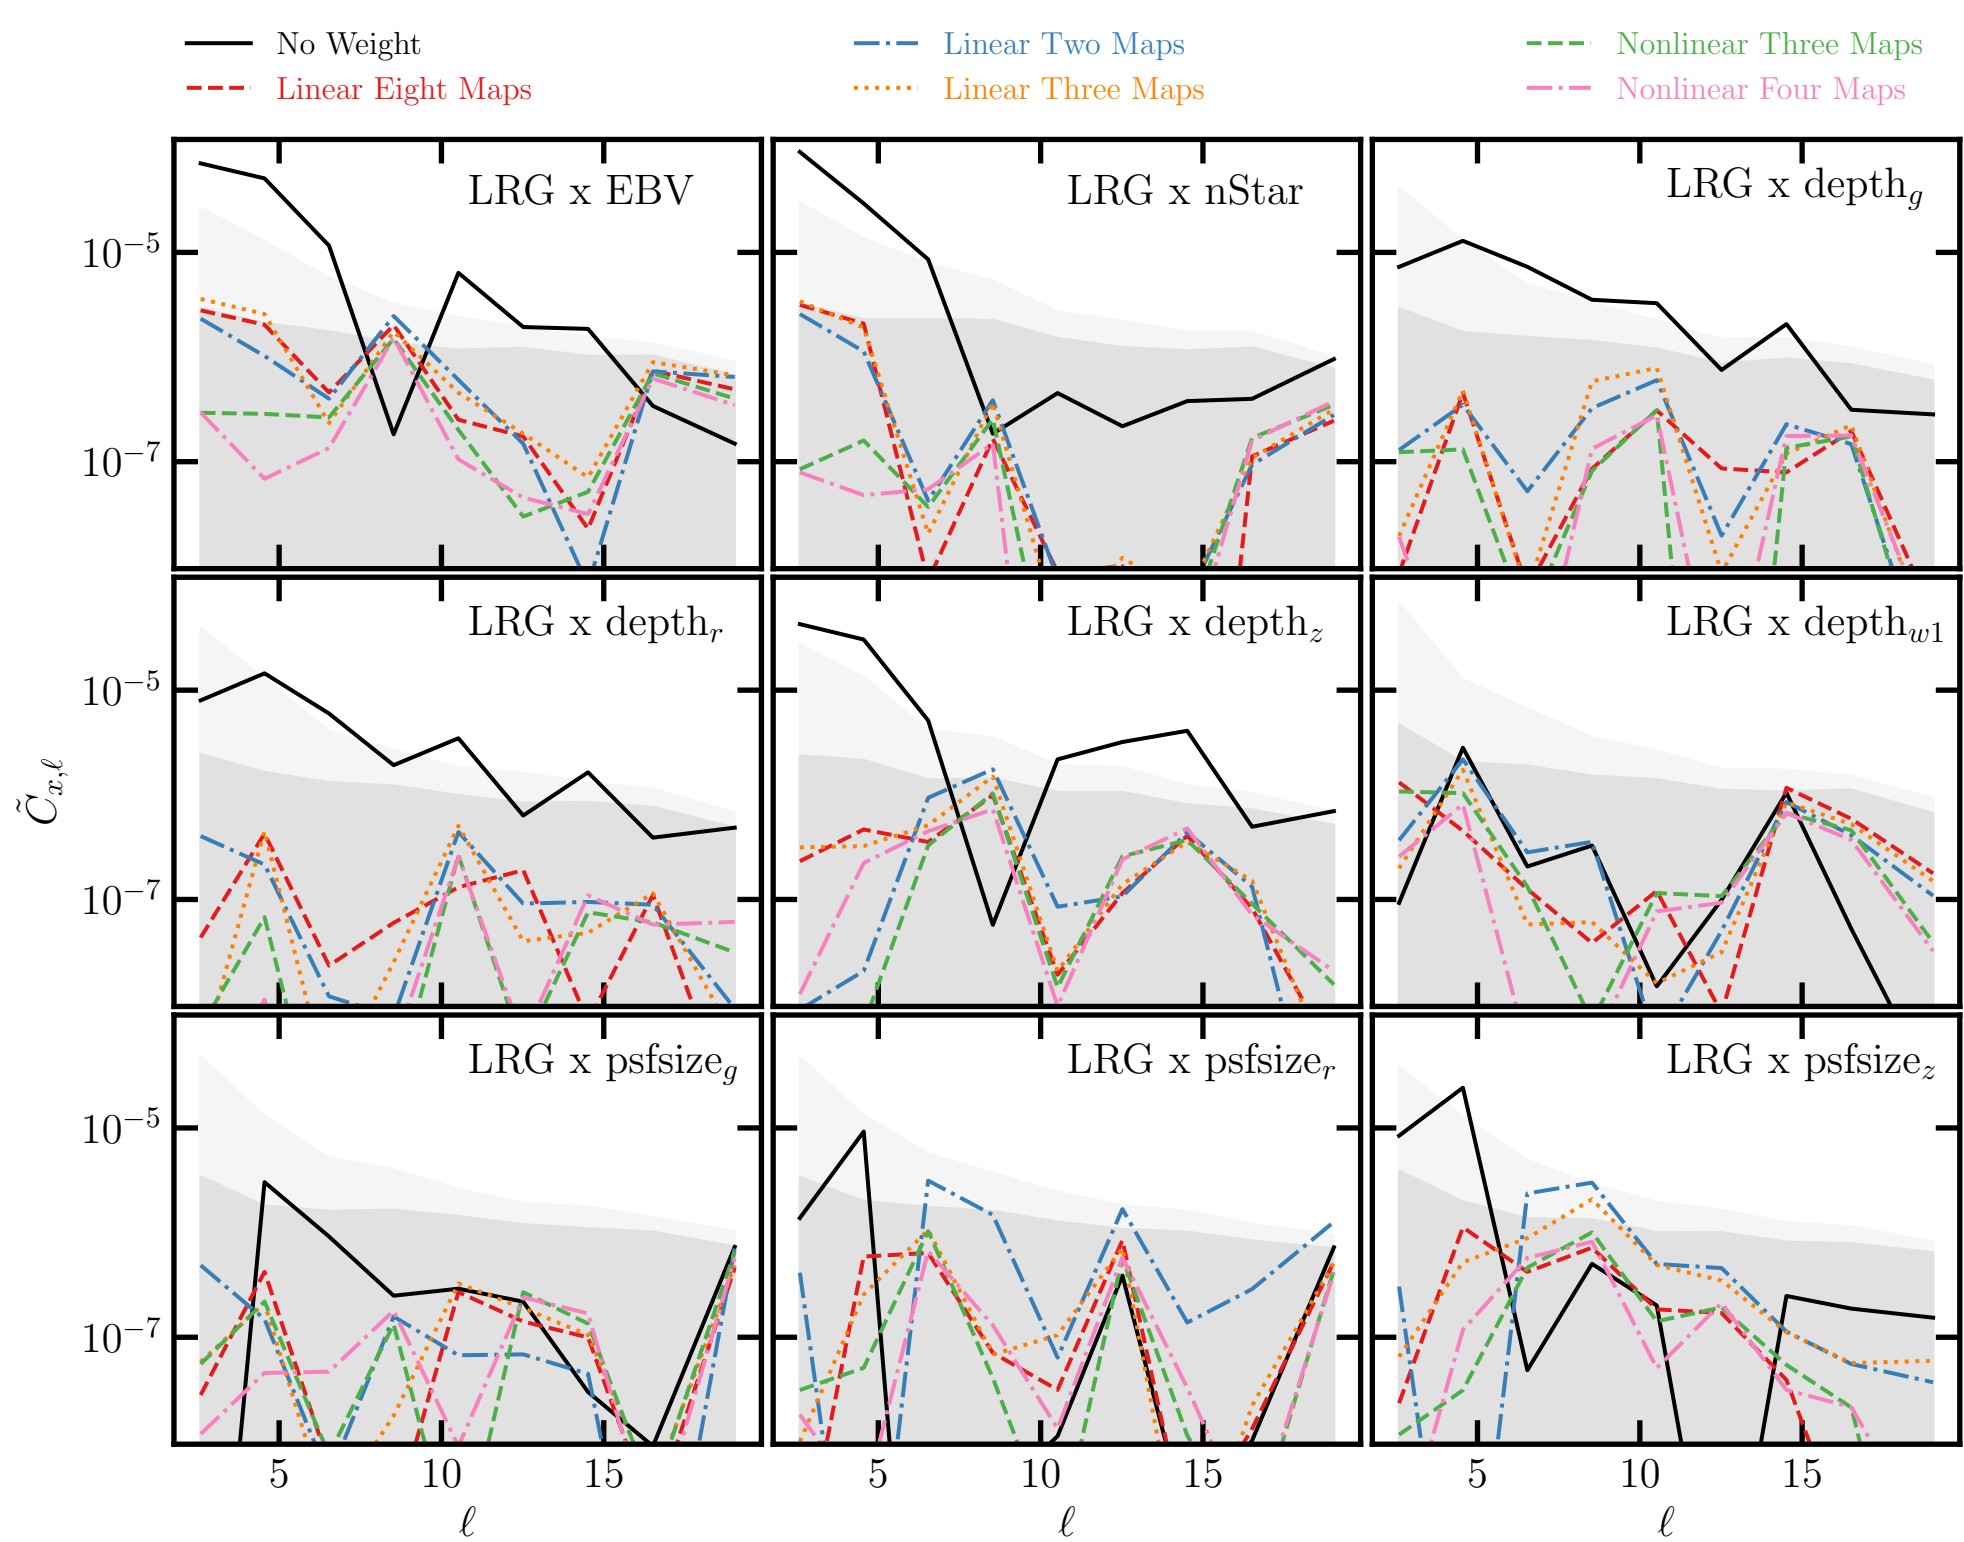 No Weight
Linear Two Maps
Nonlinear Three Maps
Linear Eight Maps
Linear Three Maps
Nonlinear Four Maps
LRG x EBV
LRG x nStar
LRG x depth_g
10⁻⁵
10⁻⁷
LRG x depth_r
LRG x depth_z
LRG x depth_{w1}
10⁻⁵
10⁻⁷
C̃_{x,ℓ}
LRG x psfsize_g
LRG x psfsize_r
LRG x psfsize_z
10⁻⁵
10⁻⁷
5 10 15
5 10 15
5 10 15
ℓ
ℓ
ℓ